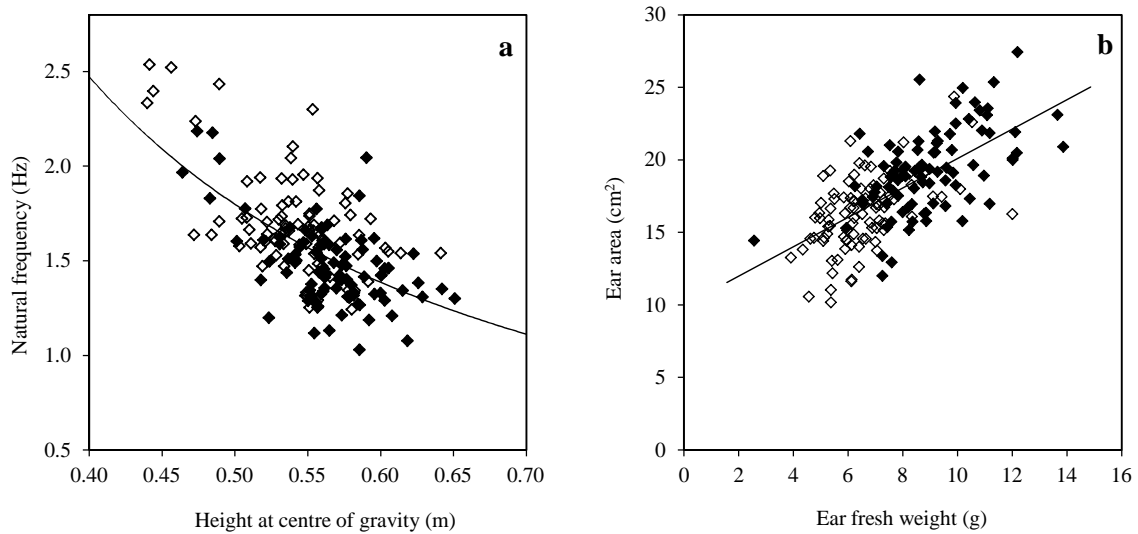 a
2.5
2.0
1.5
1.0
0.5
0.40 0.50 0.55 0.60 0.65 0.70
Natural frequency (Hz)
Height at centre of gravity (m)
b
30
25
20
15
10
5
0
0 2 4 6 8 10 12 14 16
Ear area (cm²)
Ear fresh weight (g)